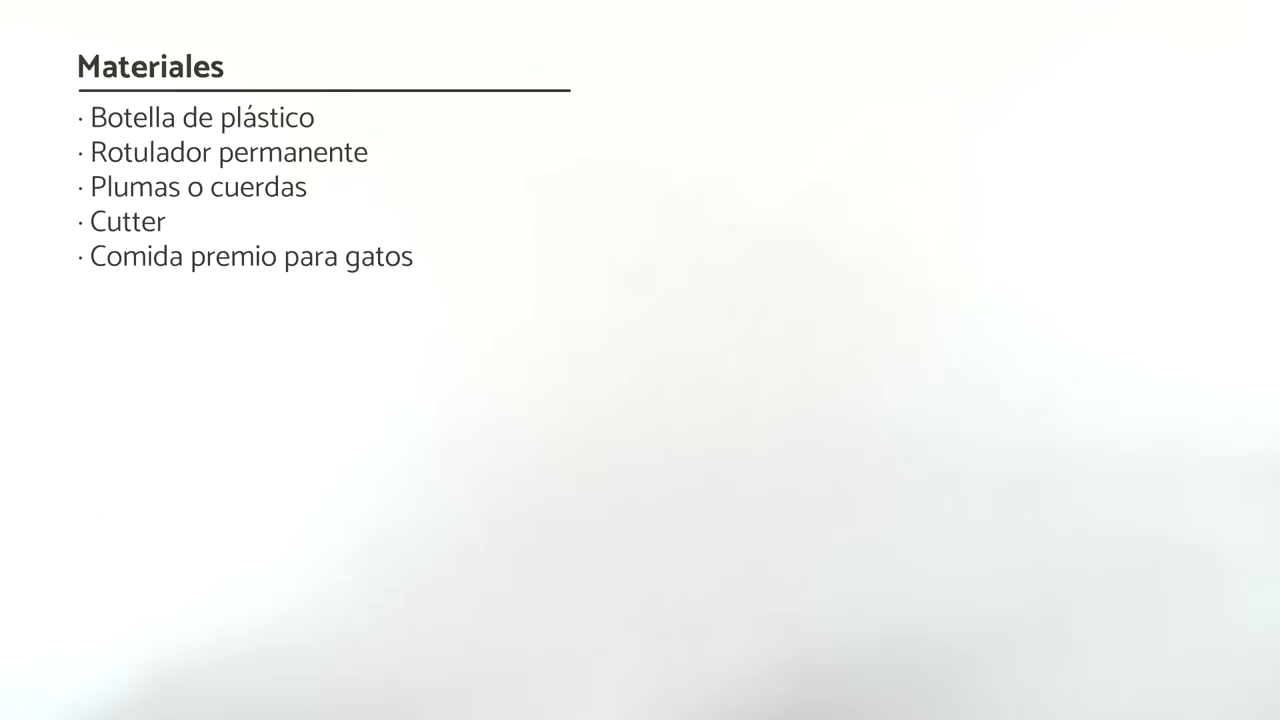 Materiales
· Botella de plástico
· Rotulador permanente
· Plumas o cuerdas
· Cutter
· Comida premio para gatos